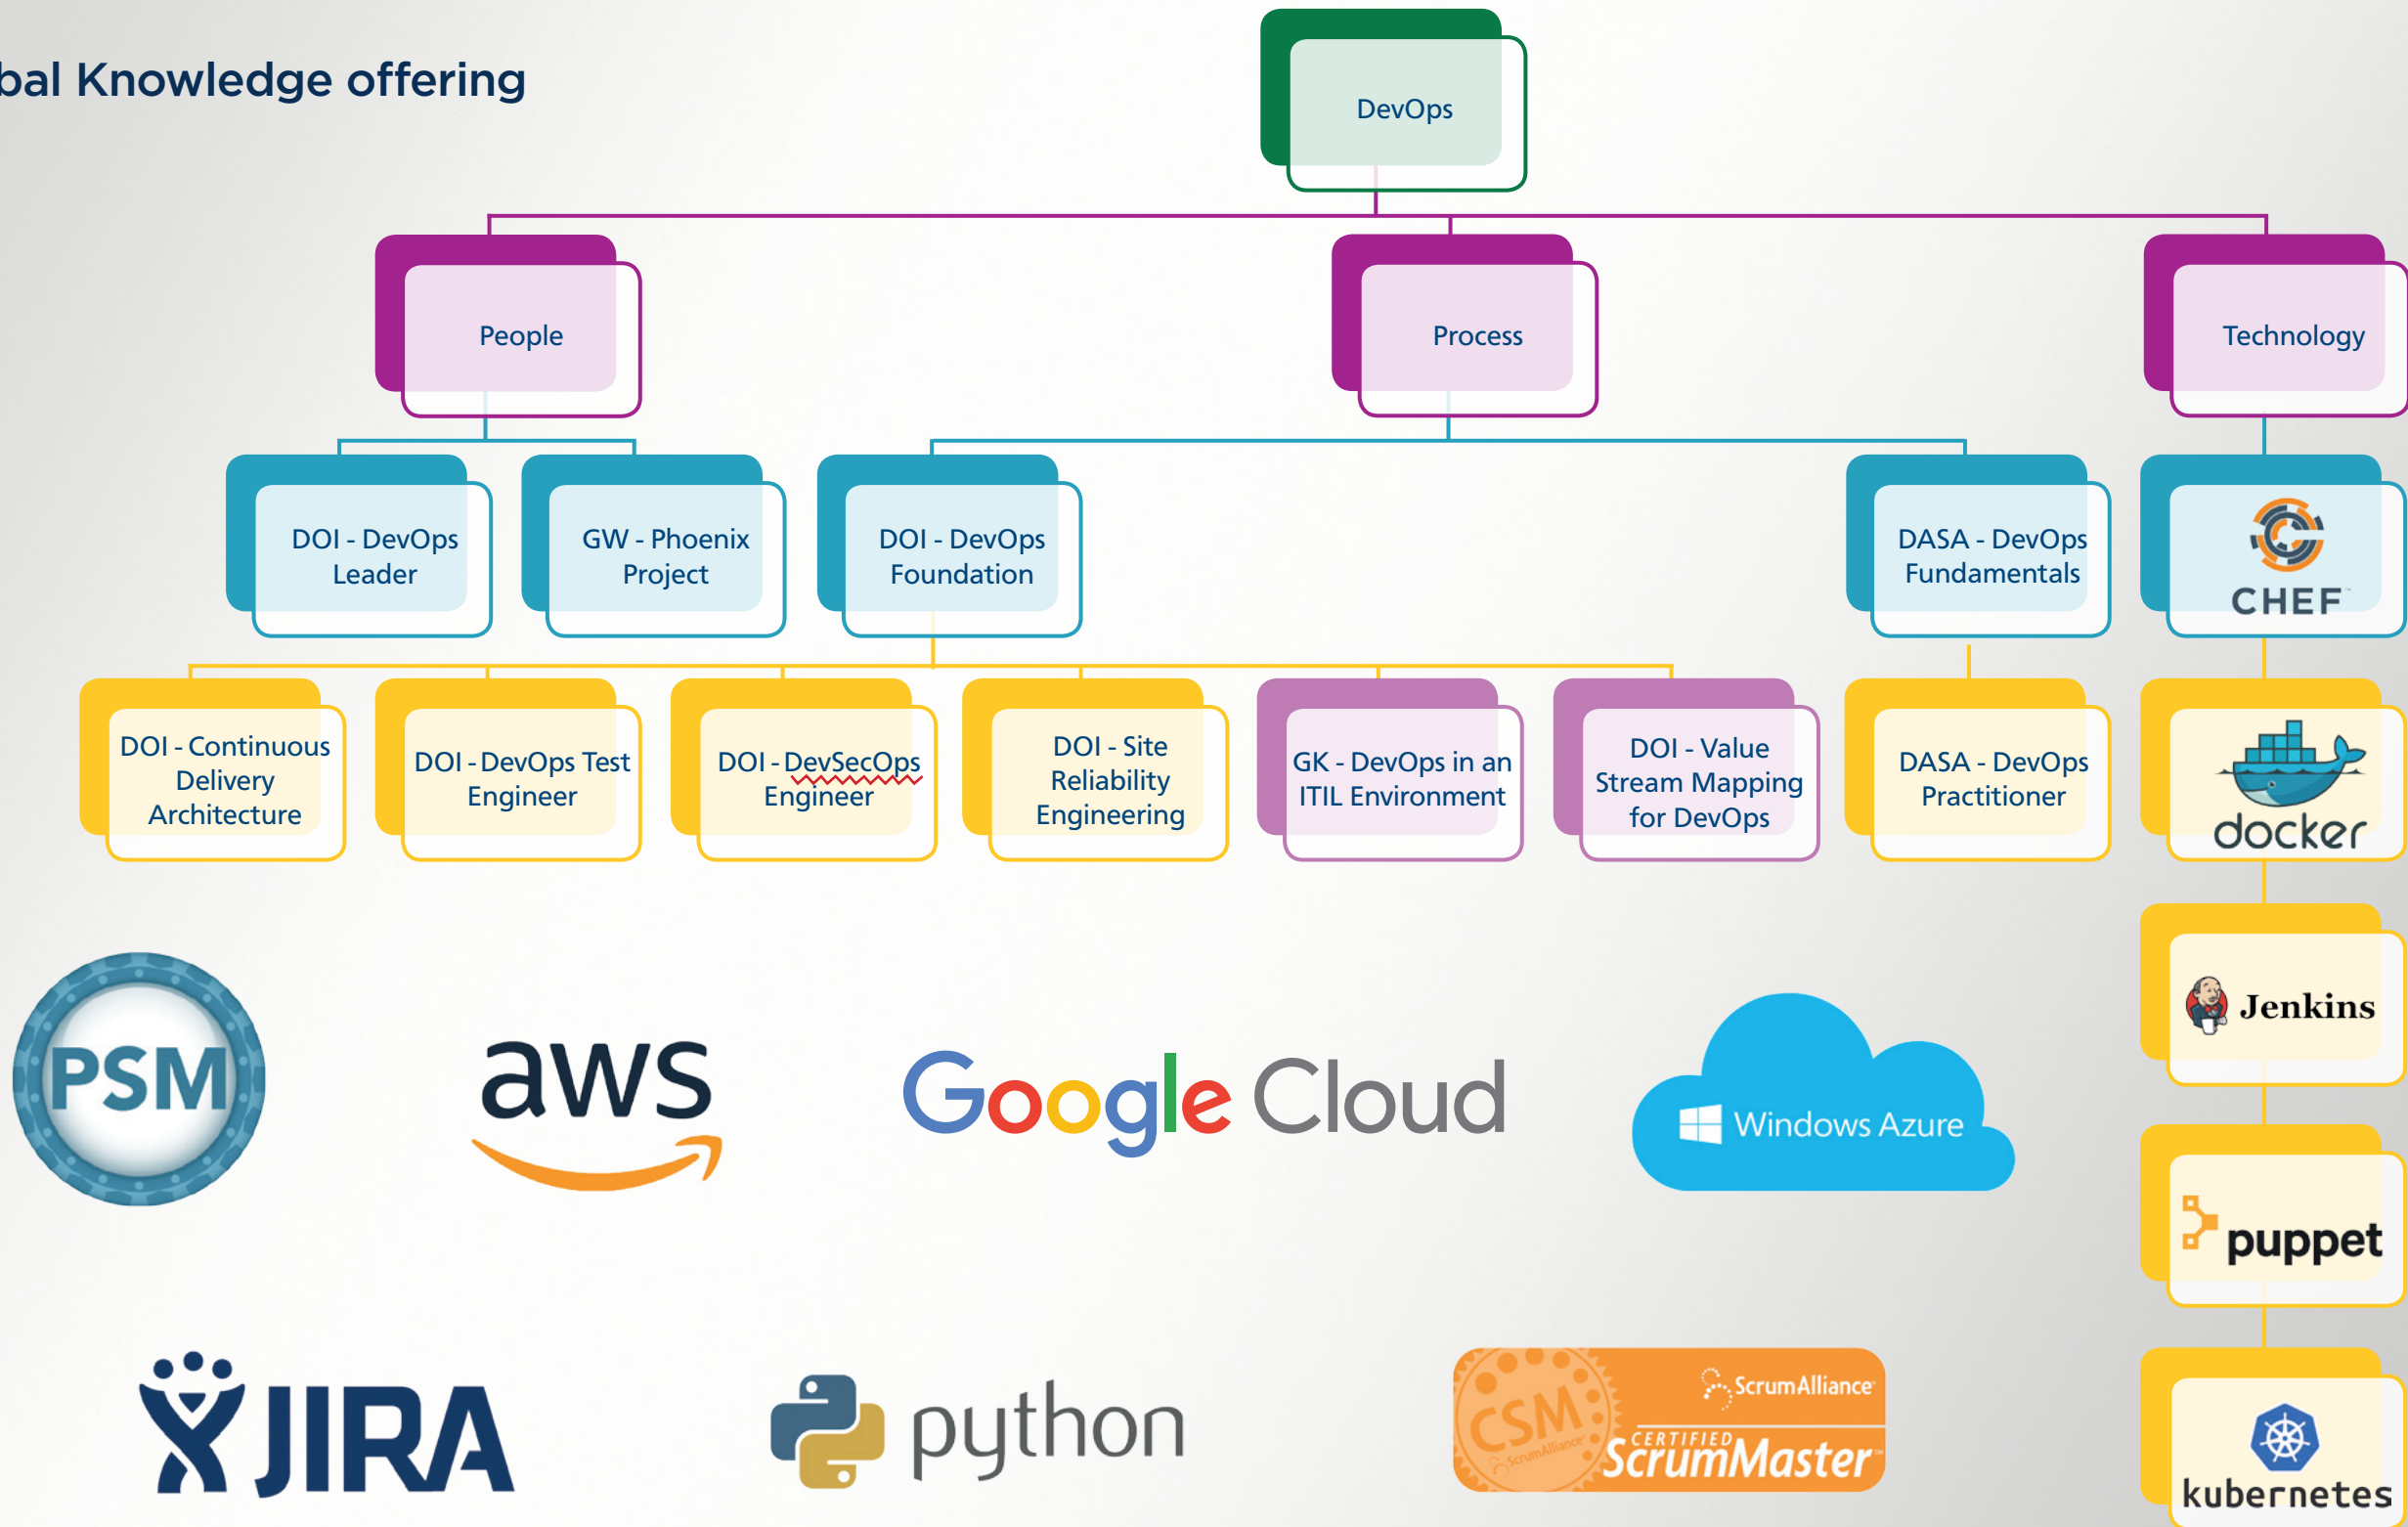 bal Knowledge offering
DevOps
People
Process
Technology
DOI - DevOps
Leader
GW - Phoenix
Project
DOI - DevOps
Foundation
DASA - DevOps
Fundamentals
CHEF™
DOI - Continuous
Delivery
Architecture
DOI - DevOps Test
Engineer
DOI - DevSecOps
Engineer
DOI - Site
Reliability
Engineering
GK - DevOps in an
ITIL Environment
DOI - Value
Stream Mapping
for DevOps
DASA - DevOps
Practitioner
docker
Jenkins
PSM
aws
Google Cloud
Windows Azure
puppet
JIRA
python
CSM
ScrumAlliance
ScrumAlliance
CERTIFIED
ScrumMaster
kubernetes